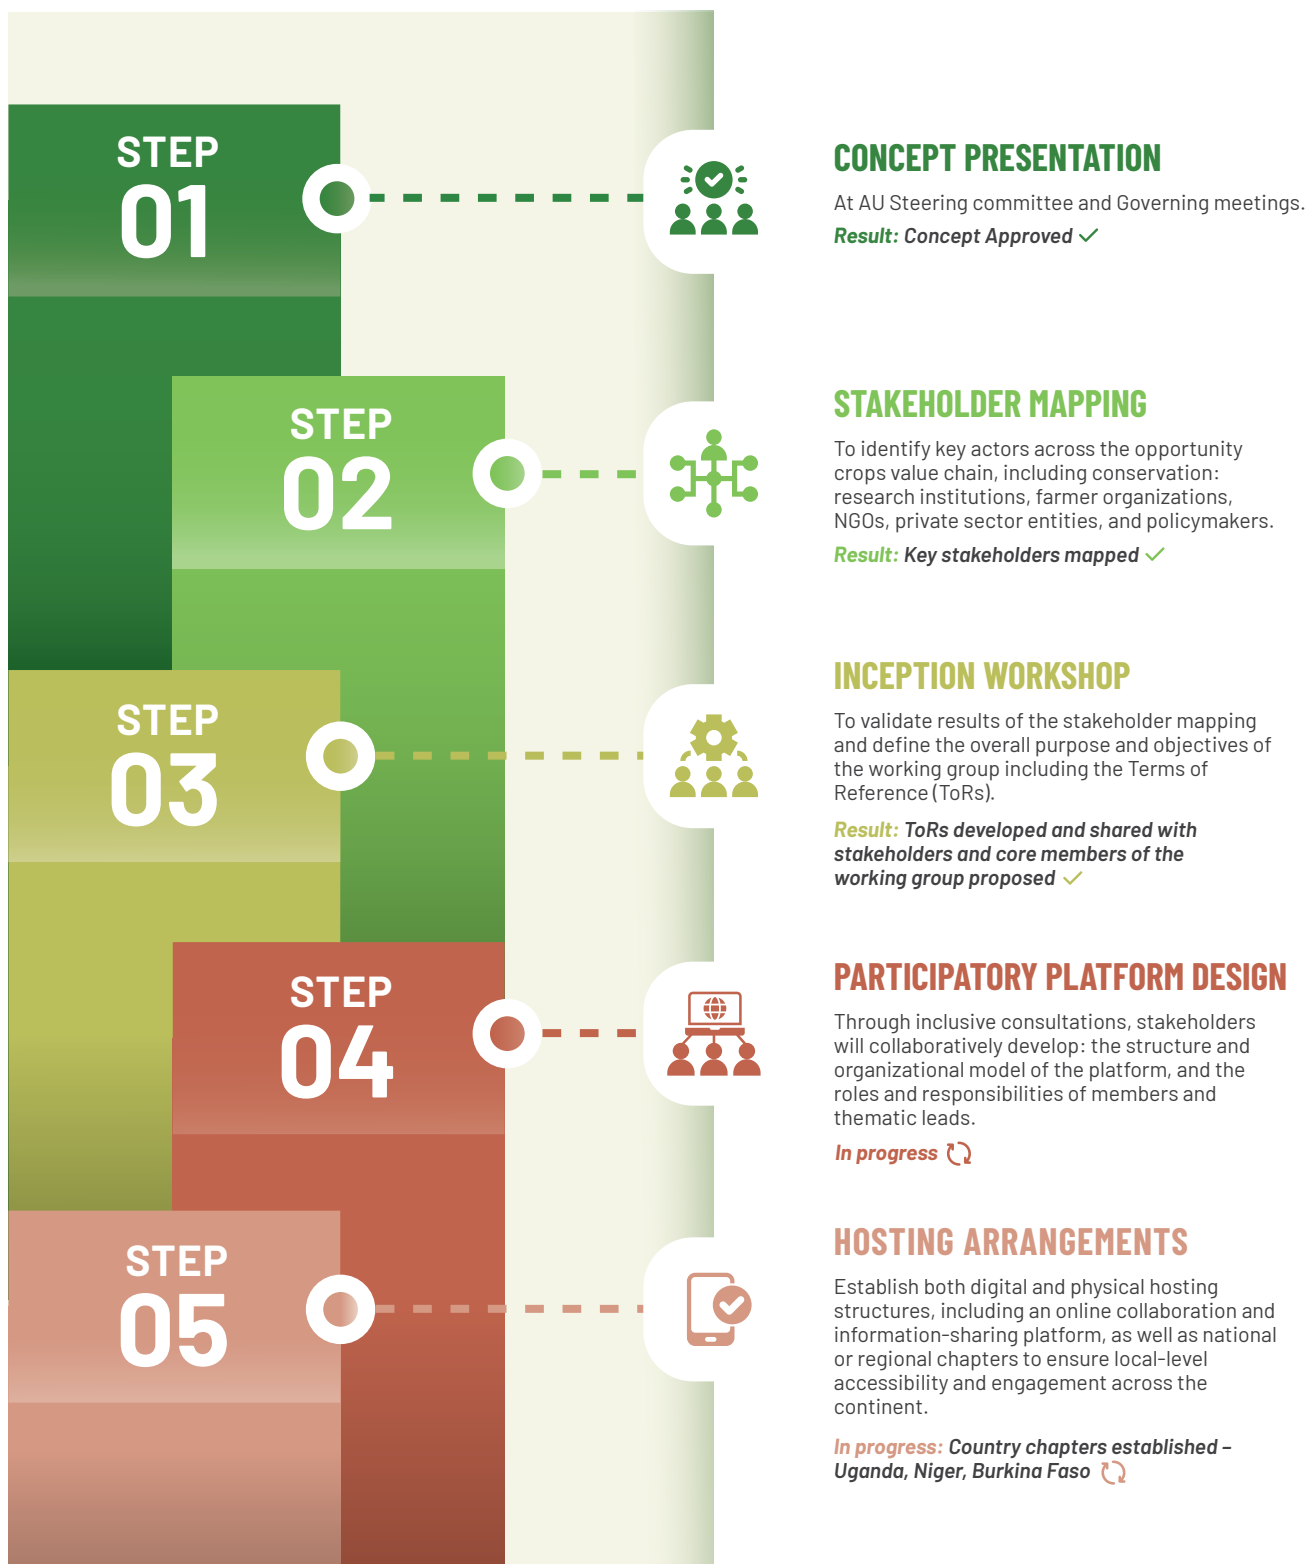 STEP
01
CONCEPT PRESENTATION
At AU Steering committee and Governing meetings.
Result: Concept Approved
STEP
02
STAKEHOLDER MAPPING
To identify key actors across the opportunity
crops value chain, including conservation:
research institutions, farmer organizations,
NGOs, private sector entities, and policymakers.
Result: Key stakeholders mapped
STEP
03
INCEPTION WORKSHOP
To validate results of the stakeholder mapping
and define the overall purpose and objectives of
the working group including the Terms of
Reference (ToRs).
Result: ToRs developed and shared with
stakeholders and core members of the
working group proposed
STEP
04
PARTICIPATORY PLATFORM DESIGN
Through inclusive consultations, stakeholders
will collaboratively develop: the structure and
organizational model of the platform, and the
roles and responsibilities of members and
thematic leads.
In progress
STEP
05
HOSTING ARRANGEMENTS
Establish both digital and physical hosting
structures, including an online collaboration and
information-sharing platform, as well as national
or regional chapters to ensure local-level
accessibility and engagement across the
continent.
In progress: Country chapters established –
Uganda, Niger, Burkina Faso